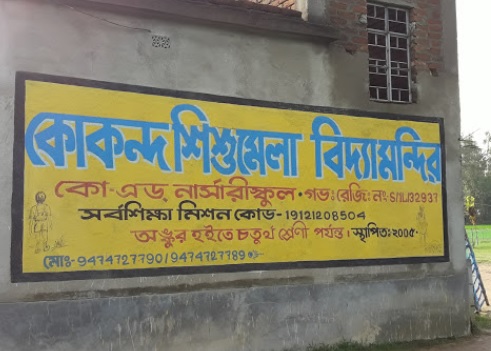 কোকন্দ শিশুমেলা বিদ্যামন্দির
কো-এড্ নার্সারীস্কুল • গভঃ রেজিঃ নং S/1L/32937
সর্বশিক্ষা মিশন কোড- 19121208504
অঙ্কুর হইতে চতুর্থ শ্রেণী পর্যন্ত। স্থাপিতঃ ২০০৫
মোঃ- 9474727790/9474727789